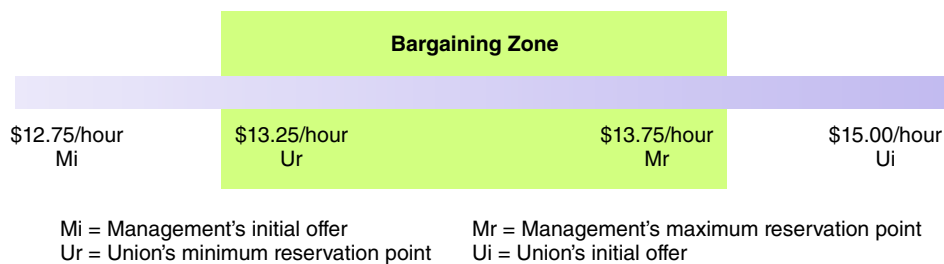 Bargaining Zone
$12.75/hour $13.25/hour $13.75/hour $15.00/hour
Mi Ur Mr Ui
Mi = Management’s initial offer Mr = Management’s maximum reservation point
Ur = Union’s minimum reservation point Ui = Union’s initial offer